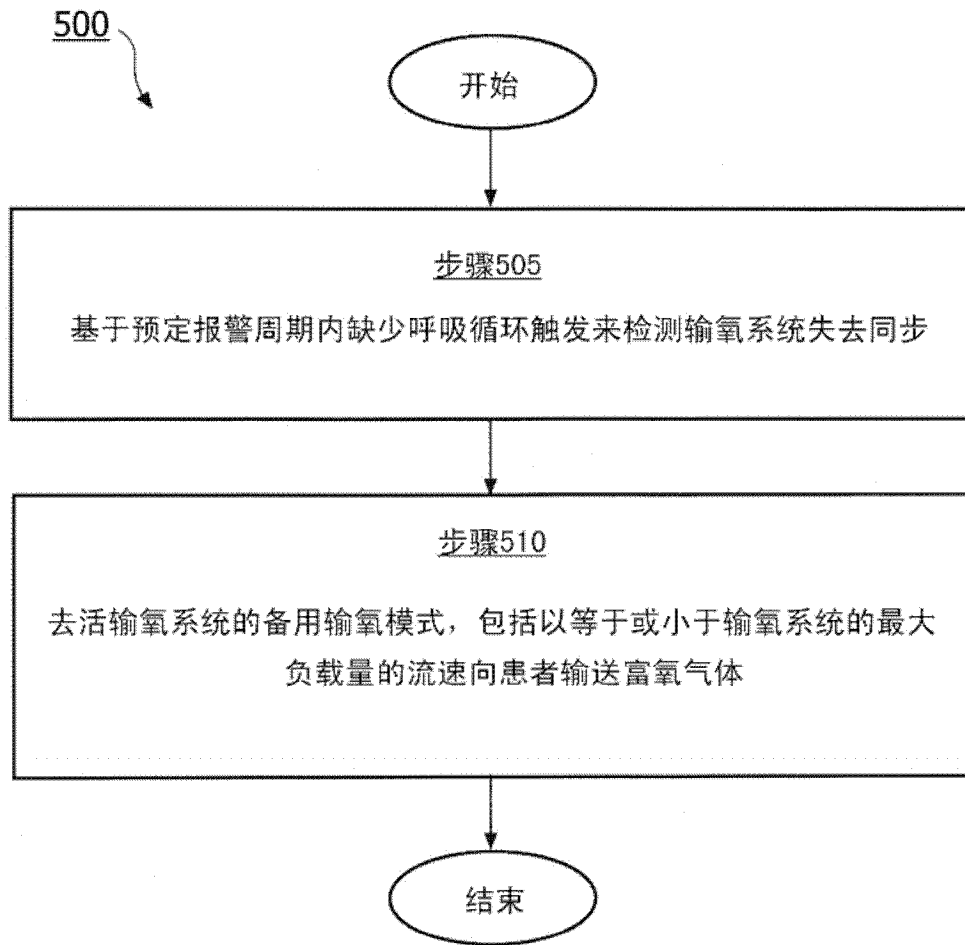 500
开始
步骤505
基于预定报警周期内缺少呼吸循环触发来检测输氧系统失去同步
步骤510
去活输氧系统的备用输氧模式，包括以等于或小于输氧系统的最大
负载量的流速向患者输送富氧气体
结束